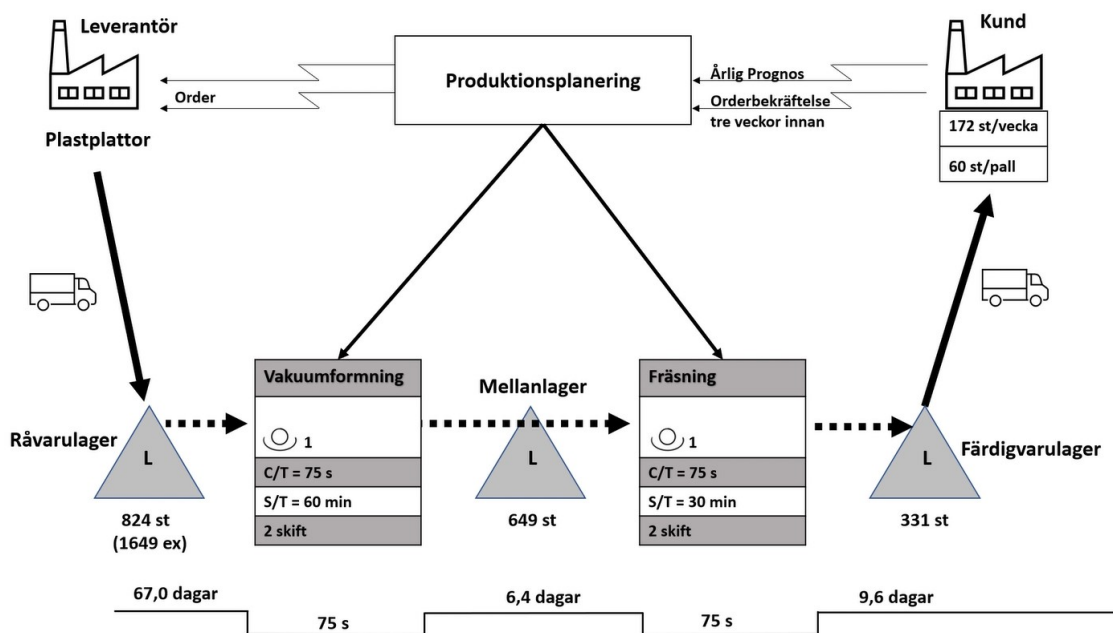 Leverantör
Kund
Produktionsplanering
Årlig Prognos
Order
Orderbekräftelse
tre veckor innan
172 st/vecka
Plastplattor
60 st/pall
Vakuumformning
Fräsning
Mellanlager
Råvarulager
1
1
Färdigvarulager
L
L
L
C/T = 75 s
C/T = 75 s
S/T = 60 min
S/T = 30 min
824 st
(1649 ex)
649 st
331 st
2 skift
2 skift
67,0 dagar
6,4 dagar
9,6 dagar
75 s
75 s